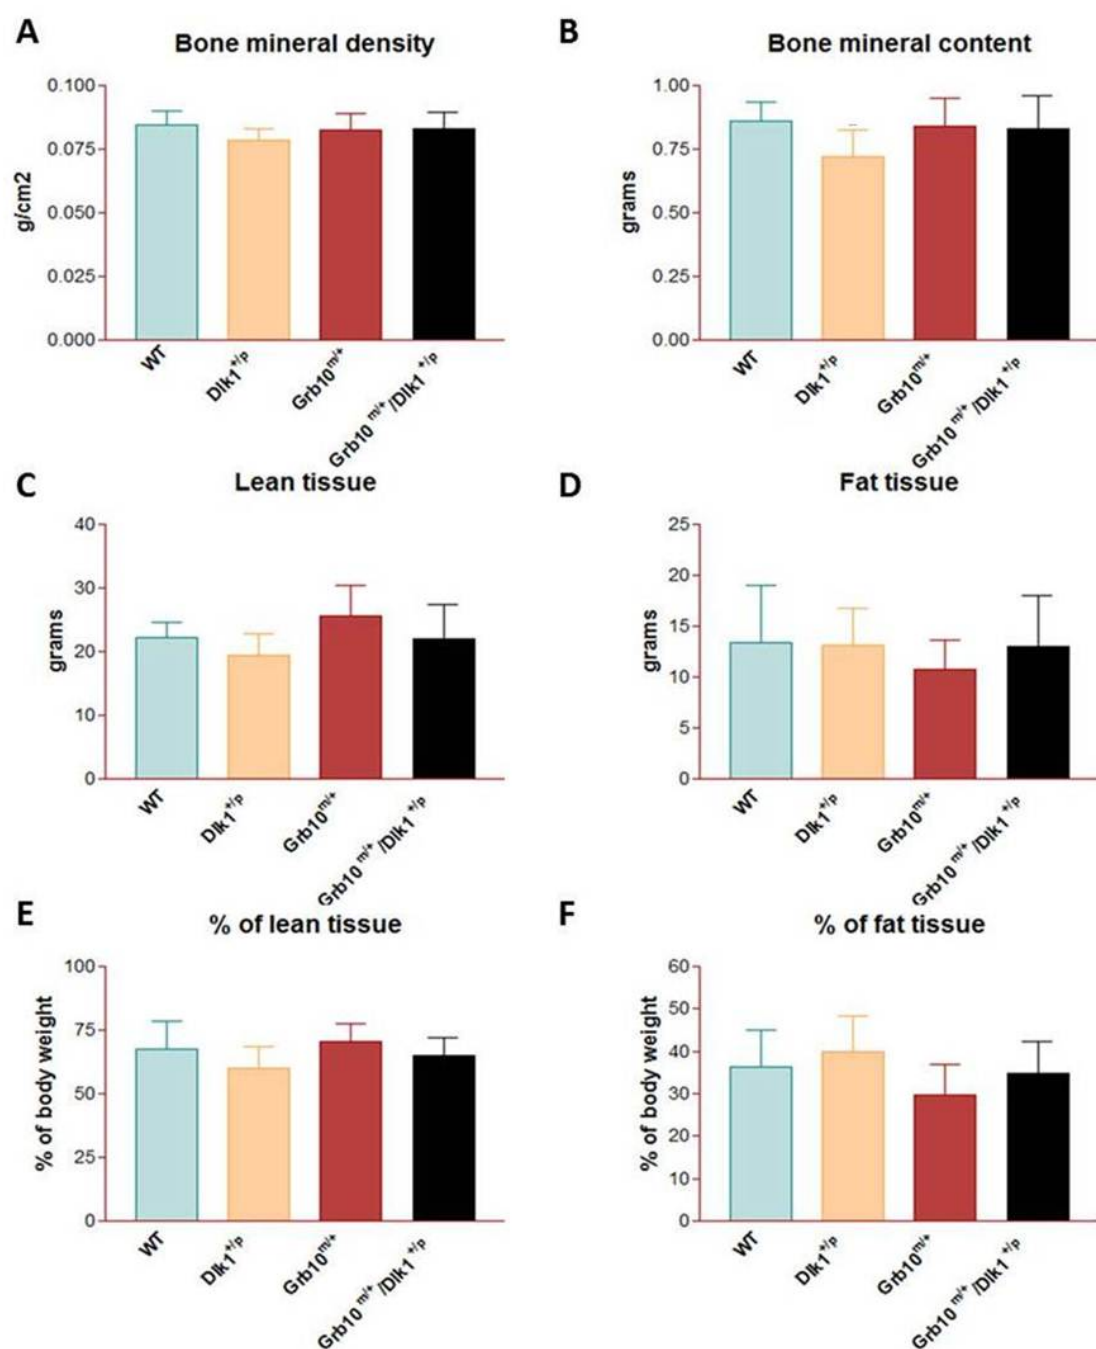 A
Bone mineral density
g/cm2
0.100
0.075
0.050
0.025
0.000
WT
Dlk1+/p
Grb10m/+
Grb10 m/+ /Dlk1 +/p
B
Bone mineral content
grams
1.00
0.75
0.50
0.25
0.00
WT
Dlk1+/p
Grb10m/+
Grb10 m/+ /Dlk1 +/p
C
Lean tissue
grams
40
30
20
10
0
WT
Dlk1+/p
Grb10m/+
Grb10 m/+ /Dlk1 +/p
D
Fat tissue
grams
25
20
15
10
5
0
WT
Dlk1+/p
Grb10m/+
Grb10 m/+ /Dlk1 +/p
E
% of lean tissue
% of body weight
100
75
50
25
0
WT
Dlk1+/p
Grb10m/+
Grb10 m/+ /Dlk1 +/p
F
% of fat tissue
% of body weight
60
50
40
30
20
10
0
WT
Dlk1+/p
Grb10m/+
Grb10 m/+ /Dlk1 +/p